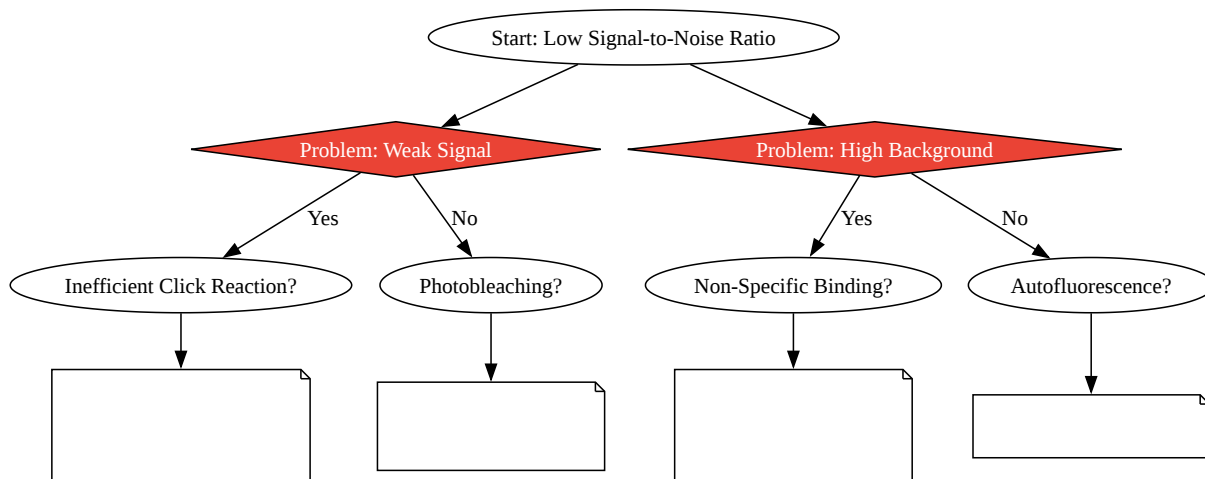 Start: Low Signal-to-Noise Ratio
Problem: Weak Signal
Problem: High Background
Yes
No
Yes
No
Inefficient Click Reaction?
Photobleaching?
Non-Specific Binding?
Autofluorescence?